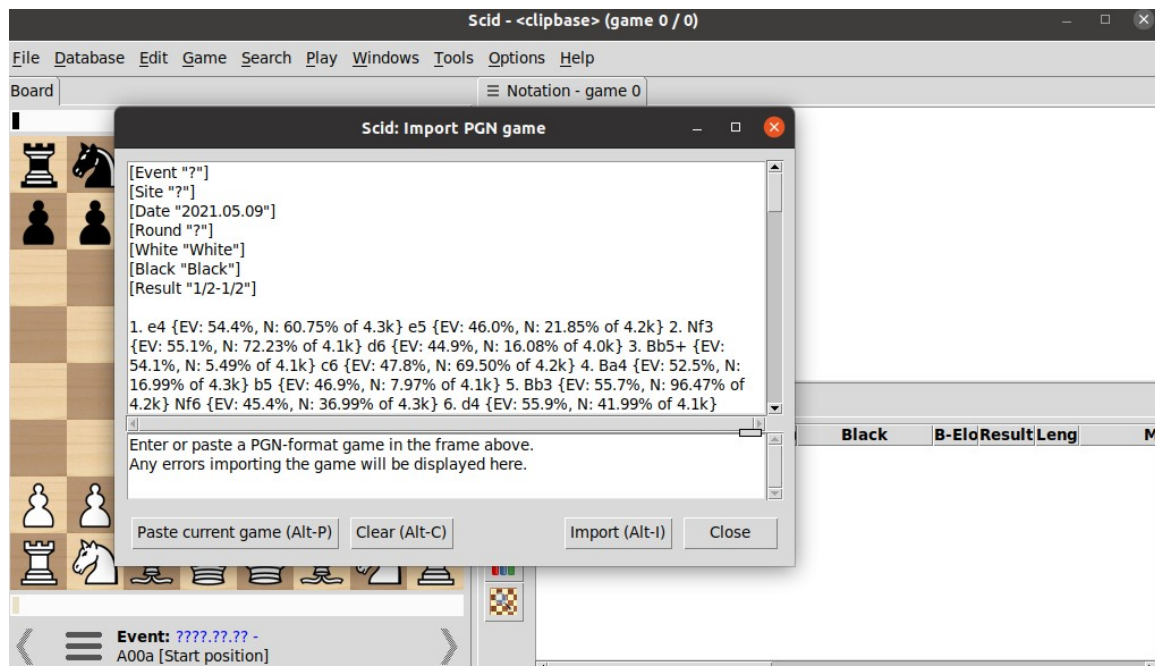 Scid - <clipbase> (game 0 / 0)
File Database Edit Game Search Play Windows Tools Options Help
Board
☰ Notation - game 0
Scid: Import PGN game
[Event "?"]
[Site "?"]
[Date "2021.05.09"]
[Round "?"]
[White "White"]
[Black "Black"]
[Result "1/2-1/2"]
1. e4 {EV: 54.4%, N: 60.75% of 4.3k} e5 {EV: 46.0%, N: 21.85% of 4.2k} 2. Nf3
{EV: 55.1%, N: 72.23% of 4.1k} d6 {EV: 44.9%, N: 16.08% of 4.0k} 3. Bb5+ {EV:
54.1%, N: 5.49% of 4.1k} c6 {EV: 47.8%, N: 69.50% of 4.2k} 4. Ba4 {EV: 52.5%, N:
16.99% of 4.3k} b5 {EV: 46.9%, N: 7.97% of 4.1k} 5. Bb3 {EV: 55.7%, N: 96.47% of
4.2k} Nf6 {EV: 45.4%, N: 36.99% of 4.3k} 6. d4 {EV: 55.9%, N: 41.99% of 4.1k}
Enter or paste a PGN-format game in the frame above.
Any errors importing the game will be displayed here.
Paste current game (Alt-P) Clear (Alt-C) Import (Alt-I) Close
Black B-Elo Result Leng
Event: ????.??.?? -
A00a [Start position]